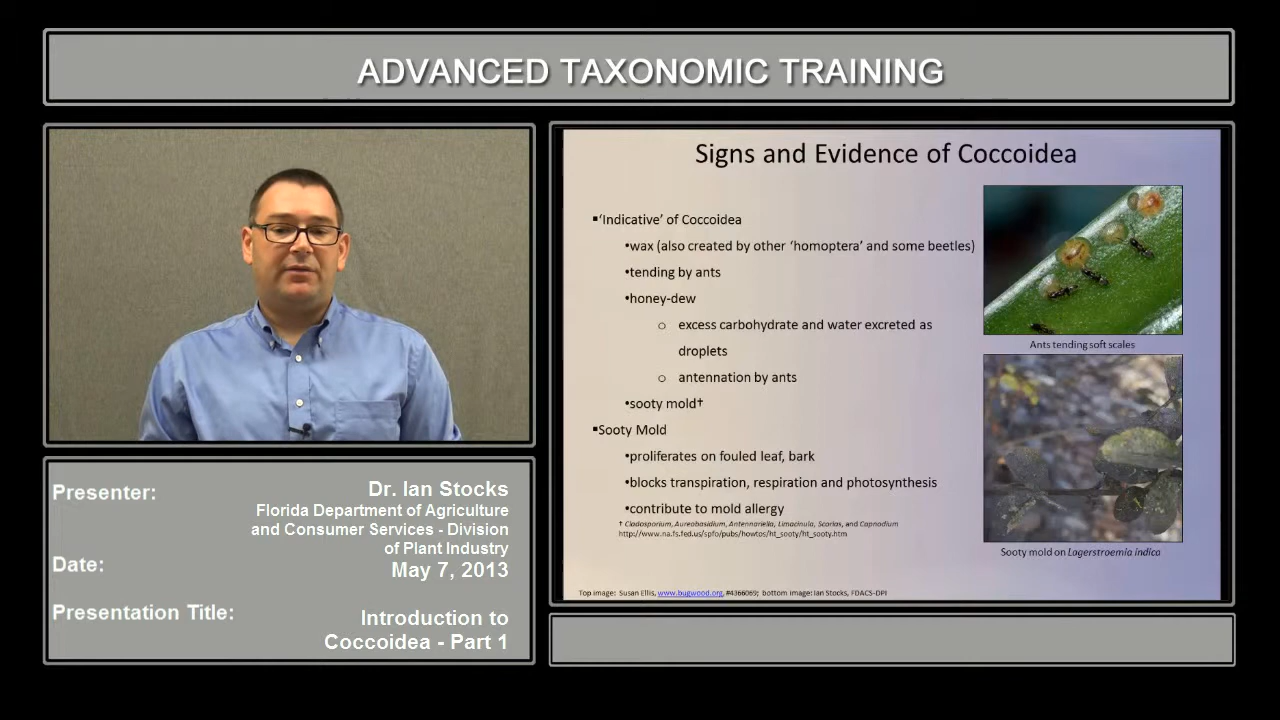 ADVANCED TAXONOMIC TRAINING
Presenter:
Dr. Ian Stocks
Florida Department of Agriculture
and Consumer Services - Division
of Plant Industry
Date:
May 7, 2013
Presentation Title:
Introduction to
Coccoidea - Part 1
Signs and Evidence of Coccoidea
▪'Indicative' of Coccoidea
•wax (also created by other 'homoptera' and some beetles)
•tending by ants
•honey-dew
o excess carbohydrate and water excreted as
droplets
o antennation by ants
•sooty mold†
▪Sooty Mold
•proliferates on fouled leaf, bark
•blocks transpiration, respiration and photosynthesis
•contribute to mold allergy
† Cladosporium, Aureobasidium, Antennariella, Limacinula, Scorias, and Capnodium
http://www.na.fs.fed.us/spfo/pubs/howtos/ht_sooty/ht_sooty.htm
Ants tending soft scales
Sooty mold on Lagerstroemia indica
Top image: Susan Ellis, www.bugwood.org, #4366069; bottom image: Ian Stocks, FDACS-DPI